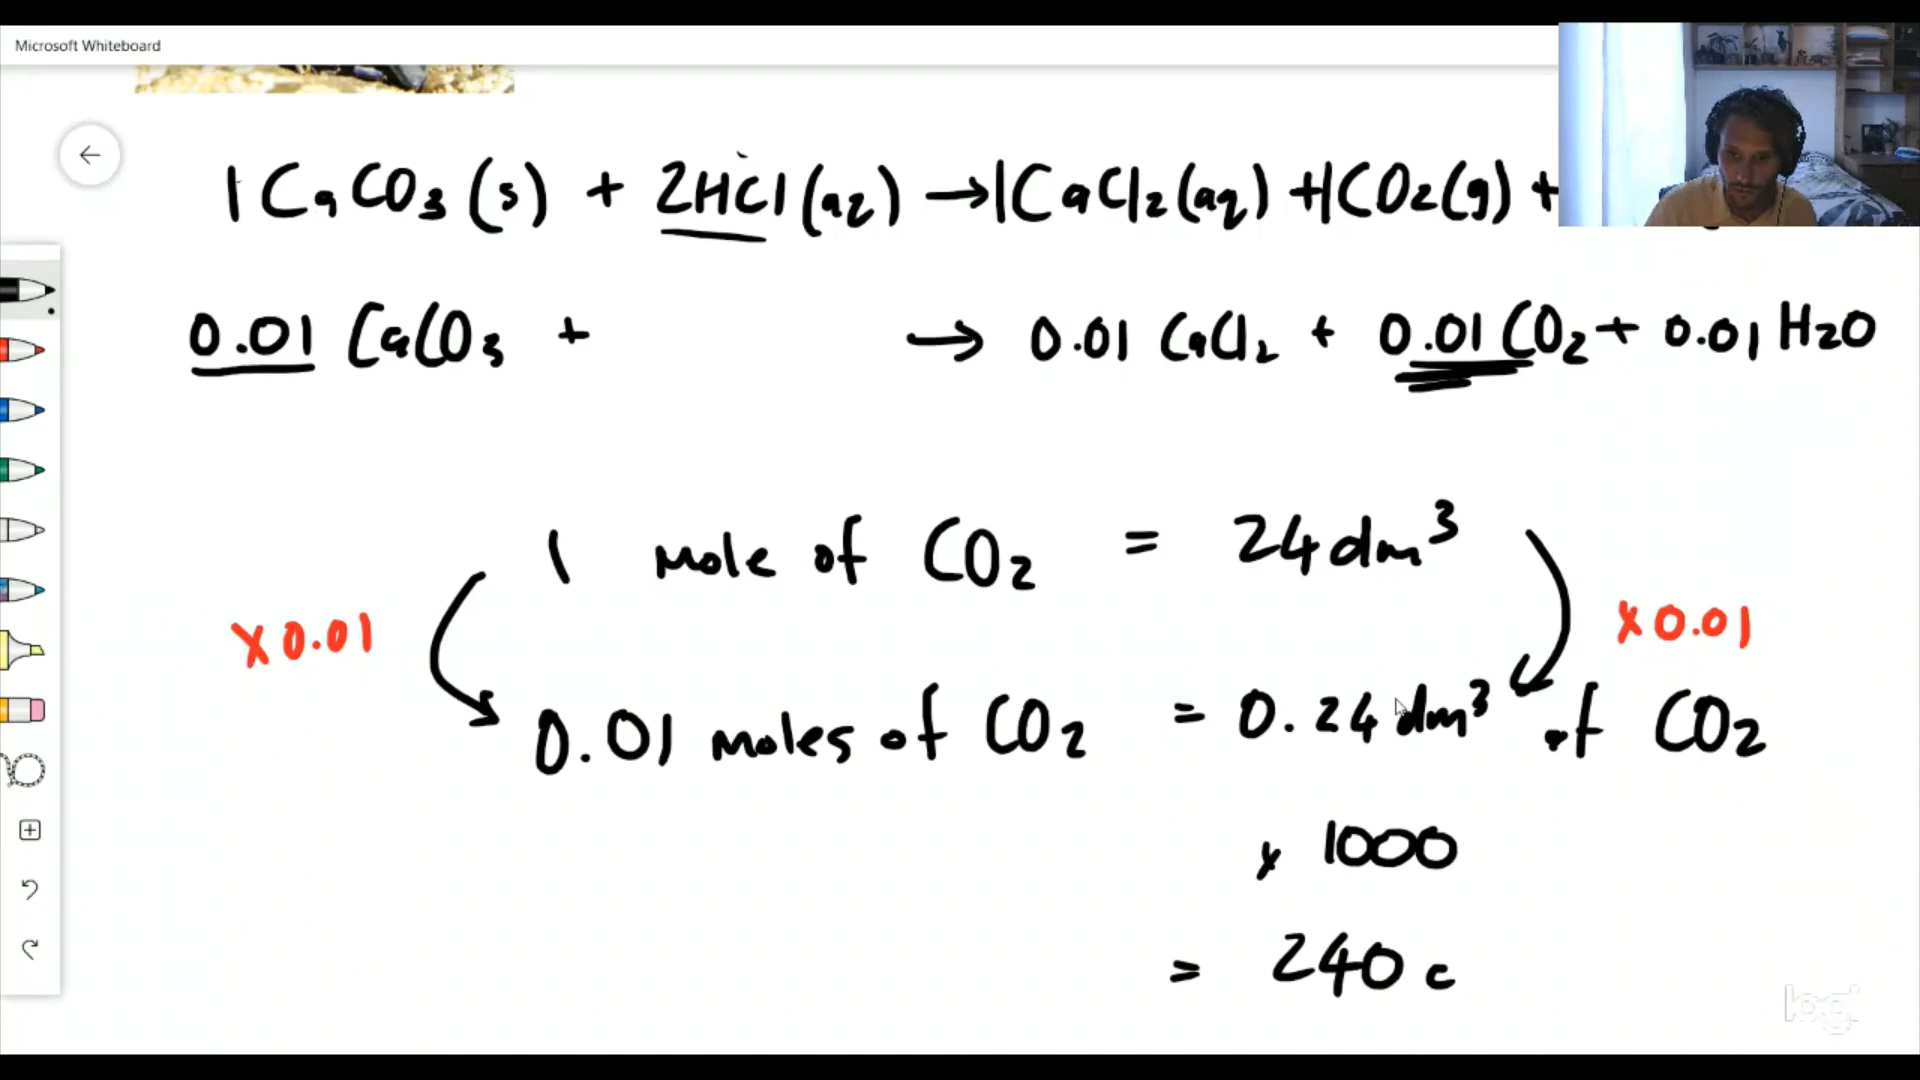 Microsoft Whiteboard
1CaCO3(s) + 2HCl(aq) →1CaCl2(aq) +1CO2(g) +
0.01 CaCO3 + → 0.01 CaCl2 + 0.01 CO2 + 0.01 H2O
1 mole of CO2 = 24dm³
x0.01 x0.01
0.01 moles of CO2 = 0.24 dm³ of CO2
x 1000
= 240 c
logi